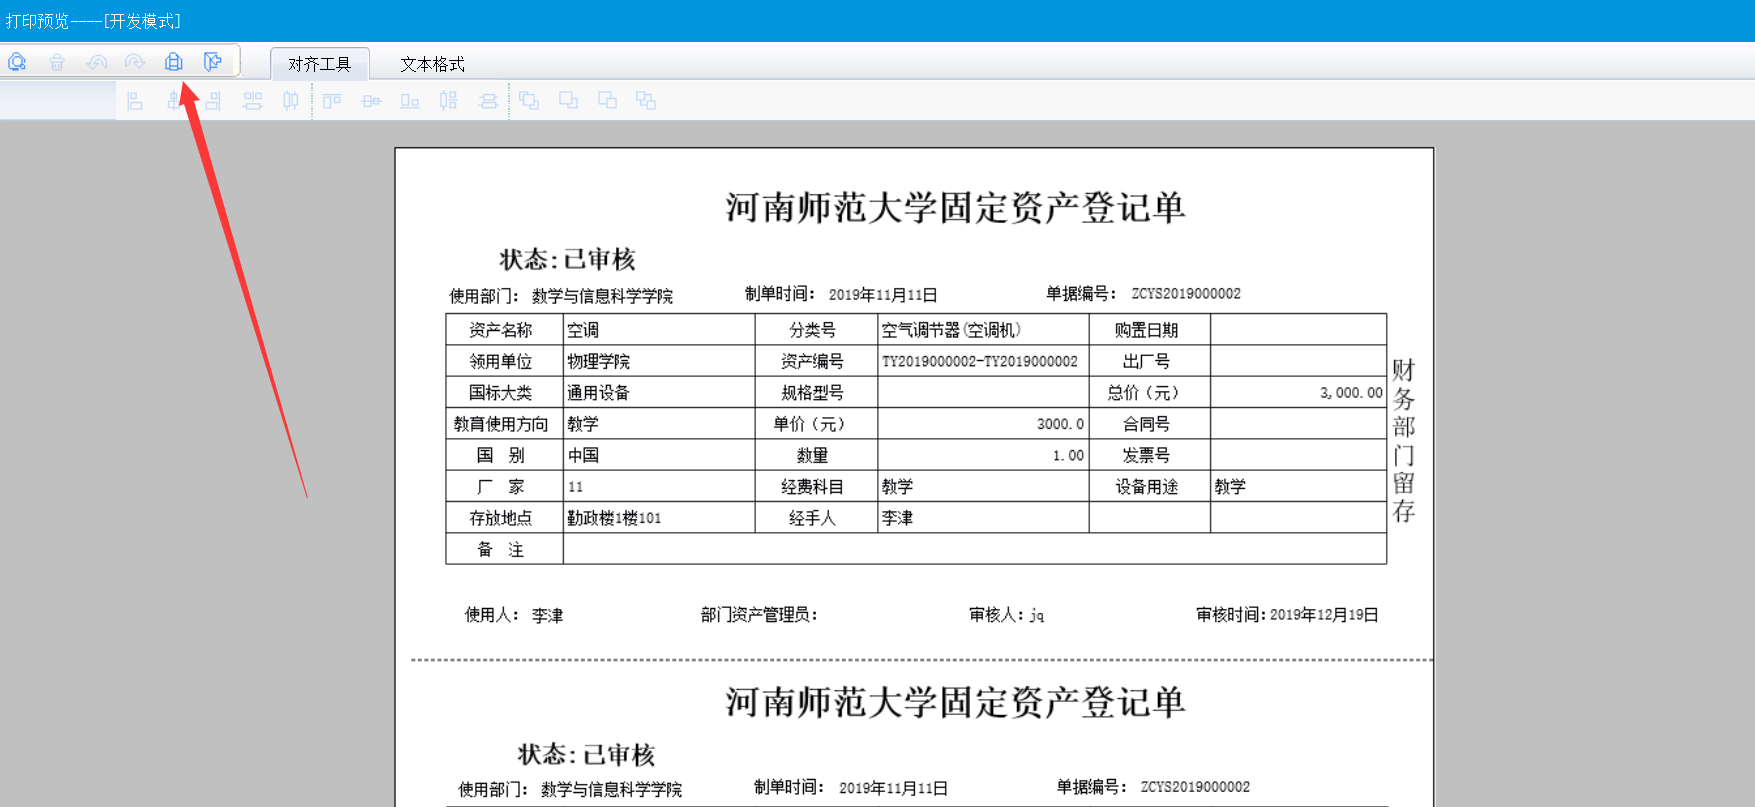 打印预览----[开发模式]
对齐工具 文本格式
河南师范大学固定资产登记单
状态:已审核
使用部门: 数学与信息科学学院 制单时间: 2019年11月11日 单据编号: ZCYS2019000002
资产名称 空调 分类号 空气调节器(空调机) 购置日期
领用单位 物理学院 资产编号 TY2019000002-TY2019000002 出厂号
国标大类 通用设备 规格型号 总价（元） 3,000.00
教育使用方向 教学 单价（元） 3000.0 合同号
国 别 中国 数量 1.00 发票号
厂 家 11 经费科目 教学 设备用途 教学
存放地点 勤政楼1楼101 经手人 李津
备 注
财务部门留存
使用人: 李津 部门资产管理员: 审核人: jq 审核时间:2019年12月19日
河南师范大学固定资产登记单
状态:已审核
使用部门: 数学与信息科学学院 制单时间: 2019年11月11日 单据编号: ZCYS2019000002